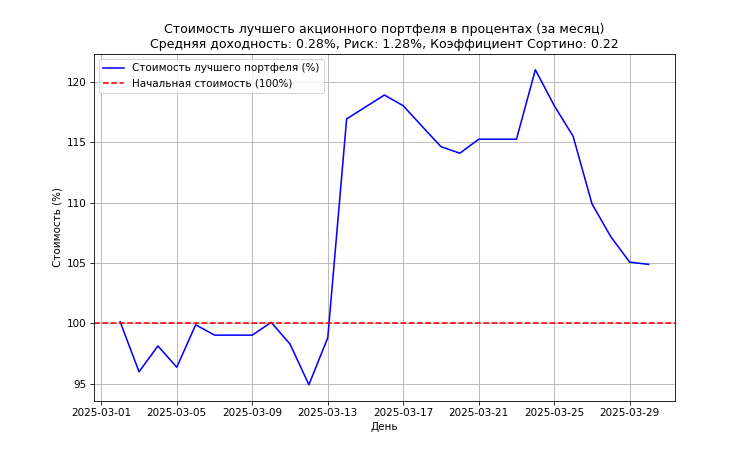 Стоимость лучшего акционного портфеля в процентах (за месяц)
Средняя доходность: 0.28%, Риск: 1.28%, Коэффициент Сортино: 0.22
Стоимость лучшего портфеля (%)
Начальная стоимость (100%)
Стоимость (%)
120
115
110
105
100
95
2025-03-01 2025-03-05 2025-03-09 2025-03-13 2025-03-17 2025-03-21 2025-03-25 2025-03-29
День